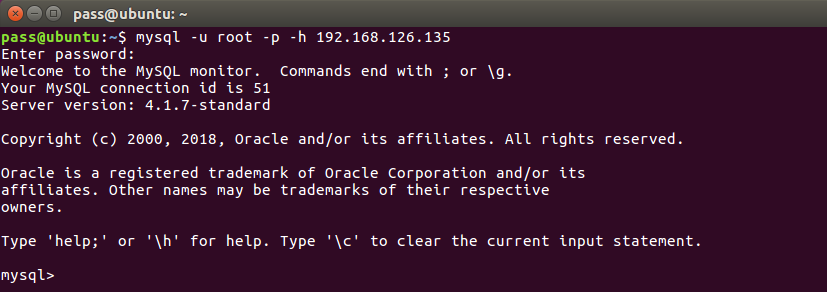 pass@ubuntu: ~
pass@ubuntu:~$ mysql -u root -p -h 192.168.126.135
Enter password:
Welcome to the MySQL monitor.  Commands end with ; or \g.
Your MySQL connection id is 51
Server version: 4.1.7-standard
Copyright (c) 2000, 2018, Oracle and/or its affiliates. All rights reserved.
Oracle is a registered trademark of Oracle Corporation and/or its
affiliates. Other names may be trademarks of their respective
owners.
Type 'help;' or '\h' for help. Type '\c' to clear the current input statement.
mysql>